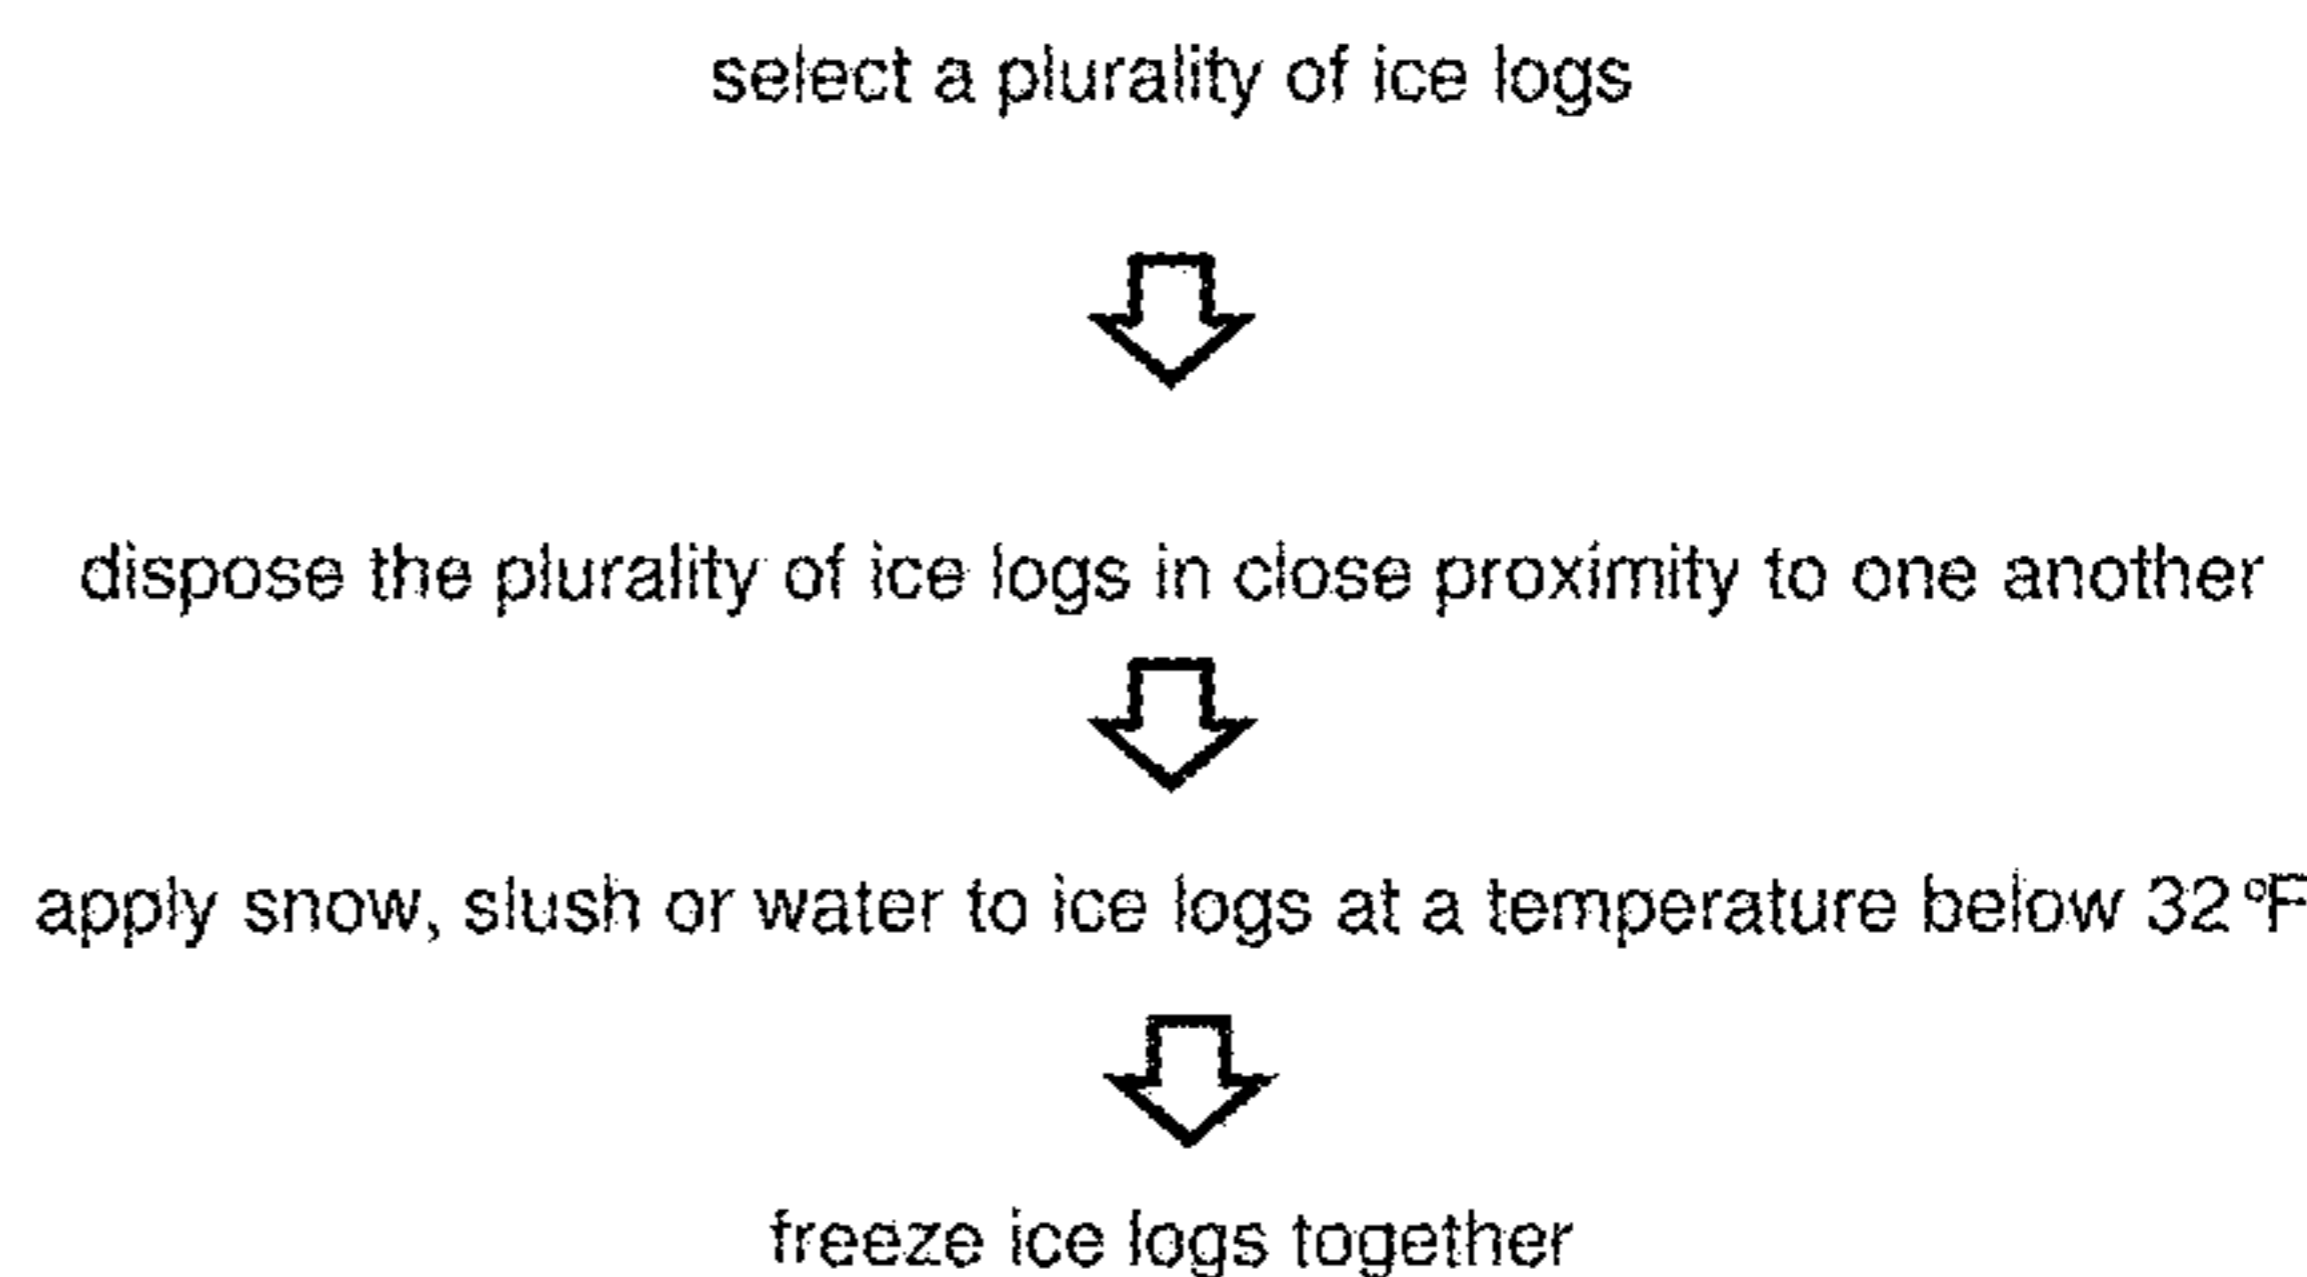 select a plurality of ice logs
dispose the plurality of ice logs in close proximity to one another
apply snow, slush or water to ice logs at a temperature below 32°F
freeze ice logs together